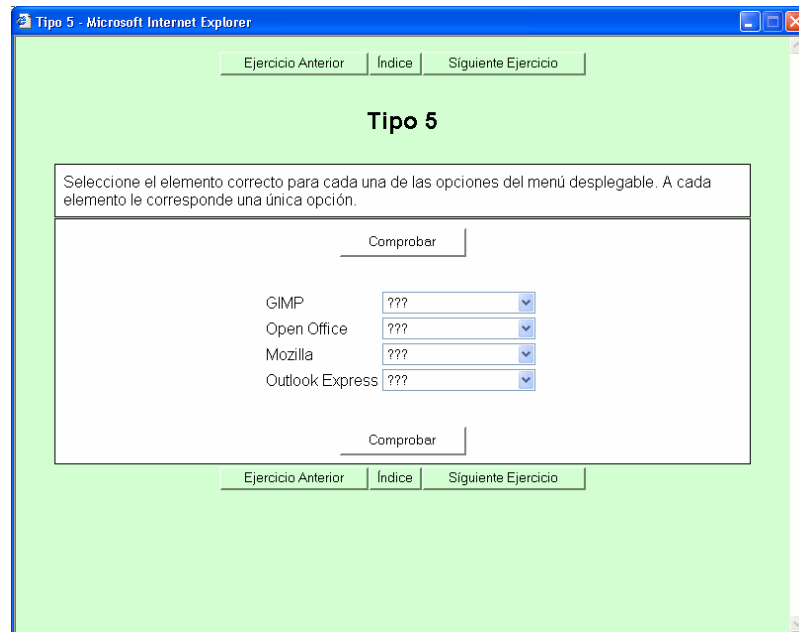 Tipo 5 - Microsoft Internet Explorer
Ejercicio Anterior Índice Síguiente Ejercicio
Tipo 5
Seleccione el elemento correcto para cada una de las opciones del menú desplegable. A cada
elemento le corresponde una única opción.
Comprobar
GIMP ???
Open Office ???
Mozilla ???
Outlook Express ???
Comprobar
Ejercicio Anterior Índice Síguiente Ejercicio